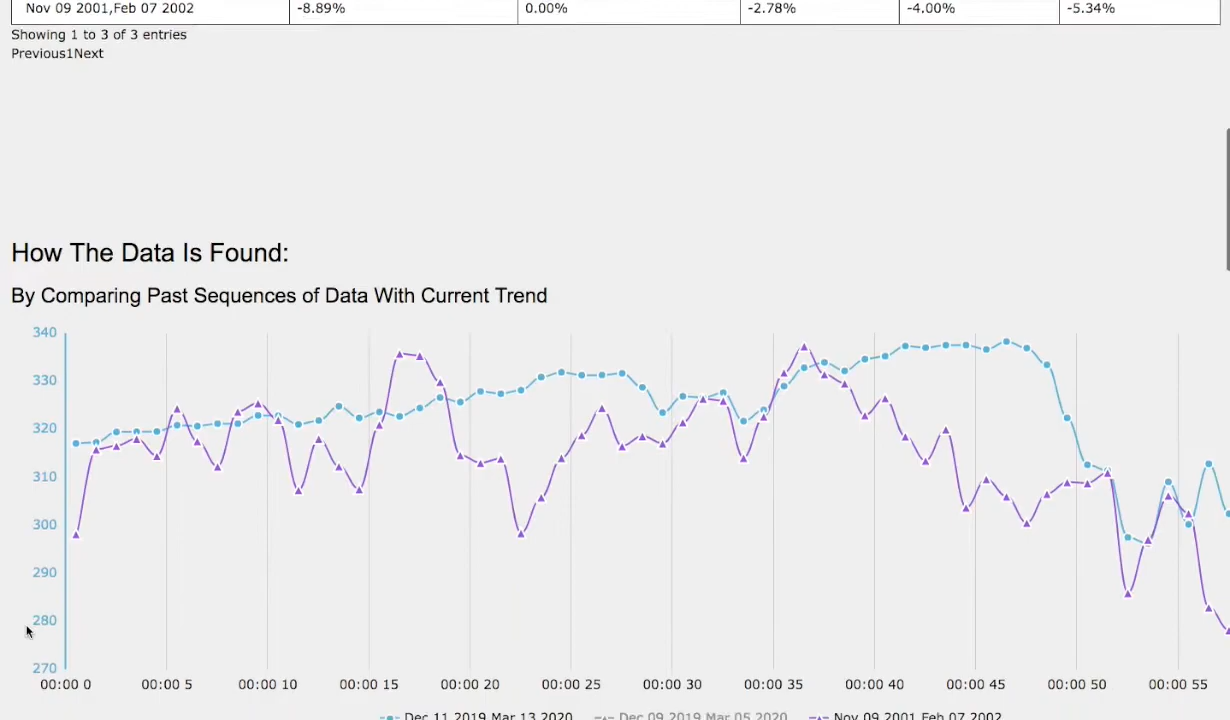 Nov 09 2001,Feb 07 2002 -8.89% 0.00% -2.78% -4.00% -5.34%
Showing 1 to 3 of 3 entries
Previous1Next
How The Data Is Found:
By Comparing Past Sequences of Data With Current Trend
340
330
320
310
300
290
280
270
00:00 0 00:00 5 00:00 10 00:00 15 00:00 20 00:00 25 00:00 30 00:00 35 00:00 40 00:00 45 00:00 50 00:00 55
Dec 11 2019,Mar 13 2020 Dec 09 2019,Mar 05 2020 Nov 09 2001,Feb 07 2002